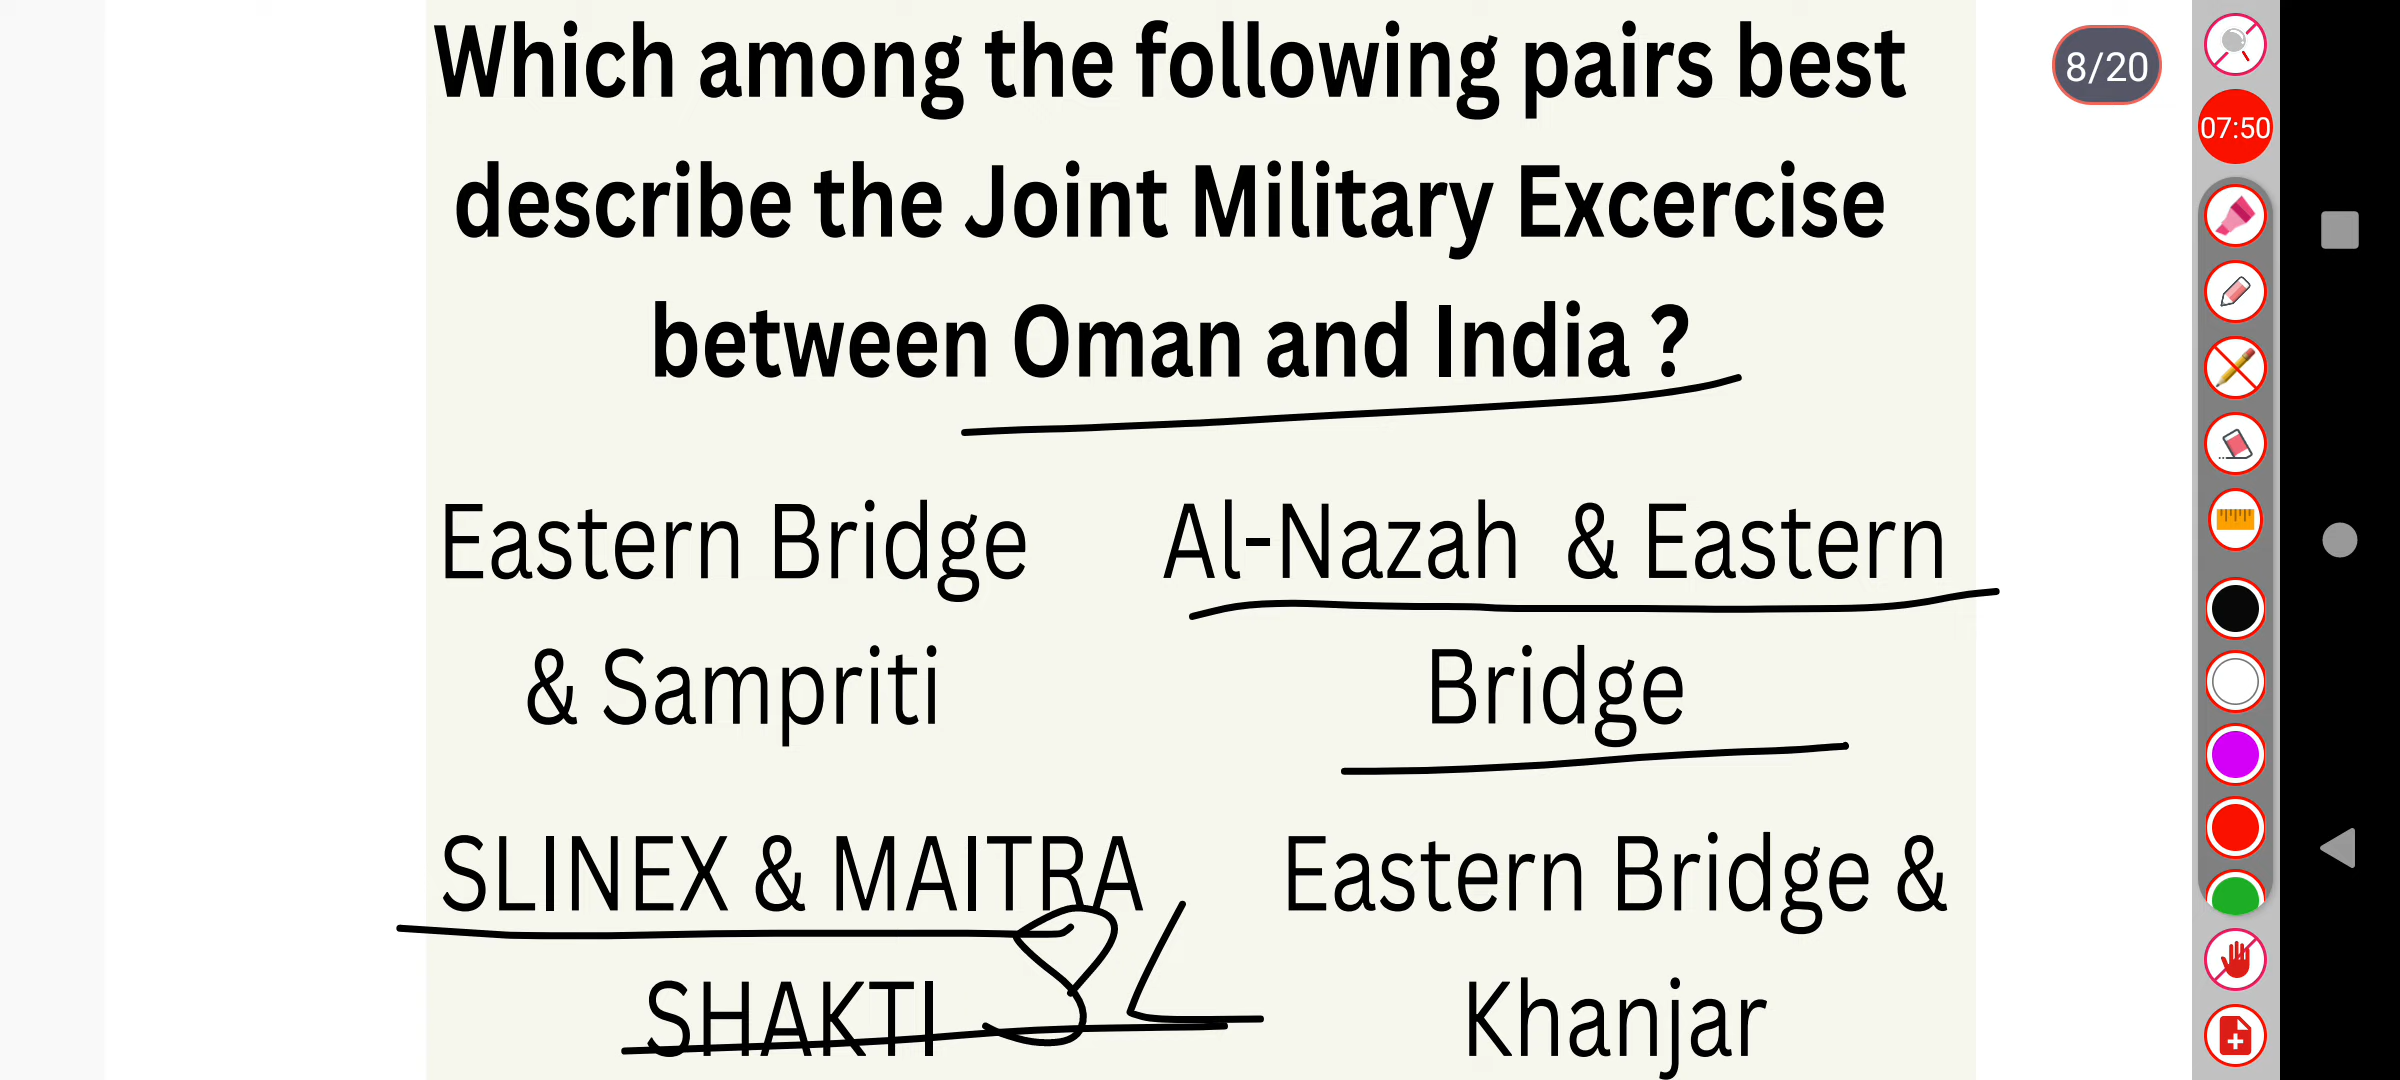 Which among the following pairs best
describe the Joint Military Excercise
between Oman and India ?
8/20
07:50
Eastern Bridge
& Sampriti
Al-Nazah & Eastern
Bridge
SLINEX & MAITRA
SHAKTI
SL
Eastern Bridge &
Khanjar